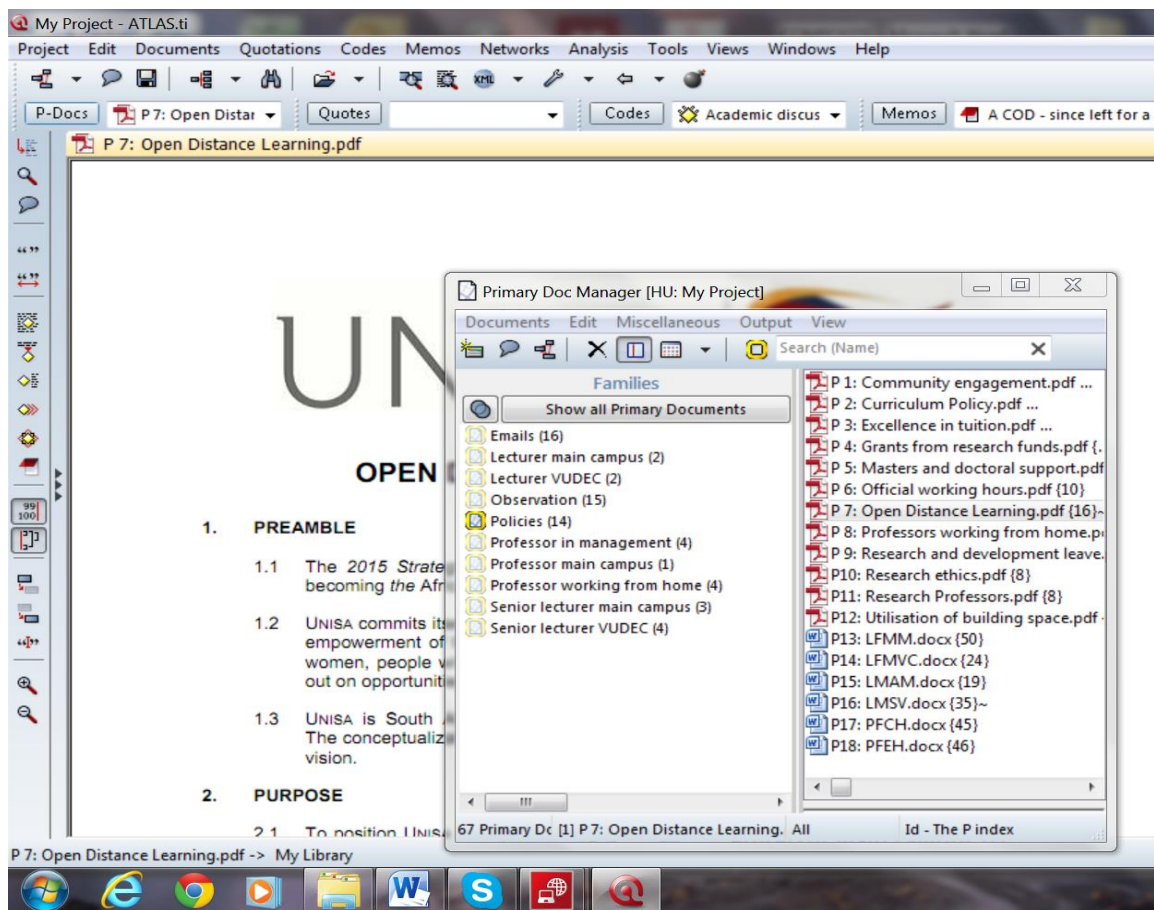 My Project - ATLAS.ti
Project Edit Documents Quotations Codes Memos Networks Analysis Tools Views Windows Help
XML
P-Docs P 7: Open Distar Quotes Codes Academic discus Memos A COD - since left for a
P 7: Open Distance Learning.pdf
UN
OPEN
1. PREAMBLE
1.1 The 2015 Strate
becoming the Afri
1.2 UNISA commits its
empowerment of
women, people w
out on opportuniti
1.3 UNISA is South
The conceptualiz
vision.
2. PURPOSE
2.1 To position UNISA
Primary Doc Manager [HU: My Project]
Documents Edit Miscellaneous Output View
Search (Name)
Families
Show all Primary Documents
Emails (16)
Lecturer main campus (2)
Lecturer VUDEC (2)
Observation (15)
Policies (14)
Professor in management (4)
Professor main campus (1)
Professor working from home (4)
Senior lecturer main campus (3)
Senior lecturer VUDEC (4)
P 1: Community engagement.pdf ...
P 2: Curriculum Policy.pdf ...
P 3: Excellence in tuition.pdf ...
P 4: Grants from research funds.pdf {.
P 5: Masters and doctoral support.pdf
P 6: Official working hours.pdf {10}
P 7: Open Distance Learning.pdf {16}~
P 8: Professors working from home.p
P 9: Research and development leave.
P10: Research ethics.pdf {8}
P11: Research Professors.pdf {8}
P12: Utilisation of building space.pdf
P13: LFMM.docx {50}
P14: LFMVC.docx {24}
P15: LMAM.docx {19}
P16: LMSV.docx {35}~
P17: PFCH.docx {45}
P18: PFEH.docx {46}
67 Primary Dc [1] P 7: Open Distance Learning. All Id - The P index
P 7: Open Distance Learning.pdf -> My Library
99
100